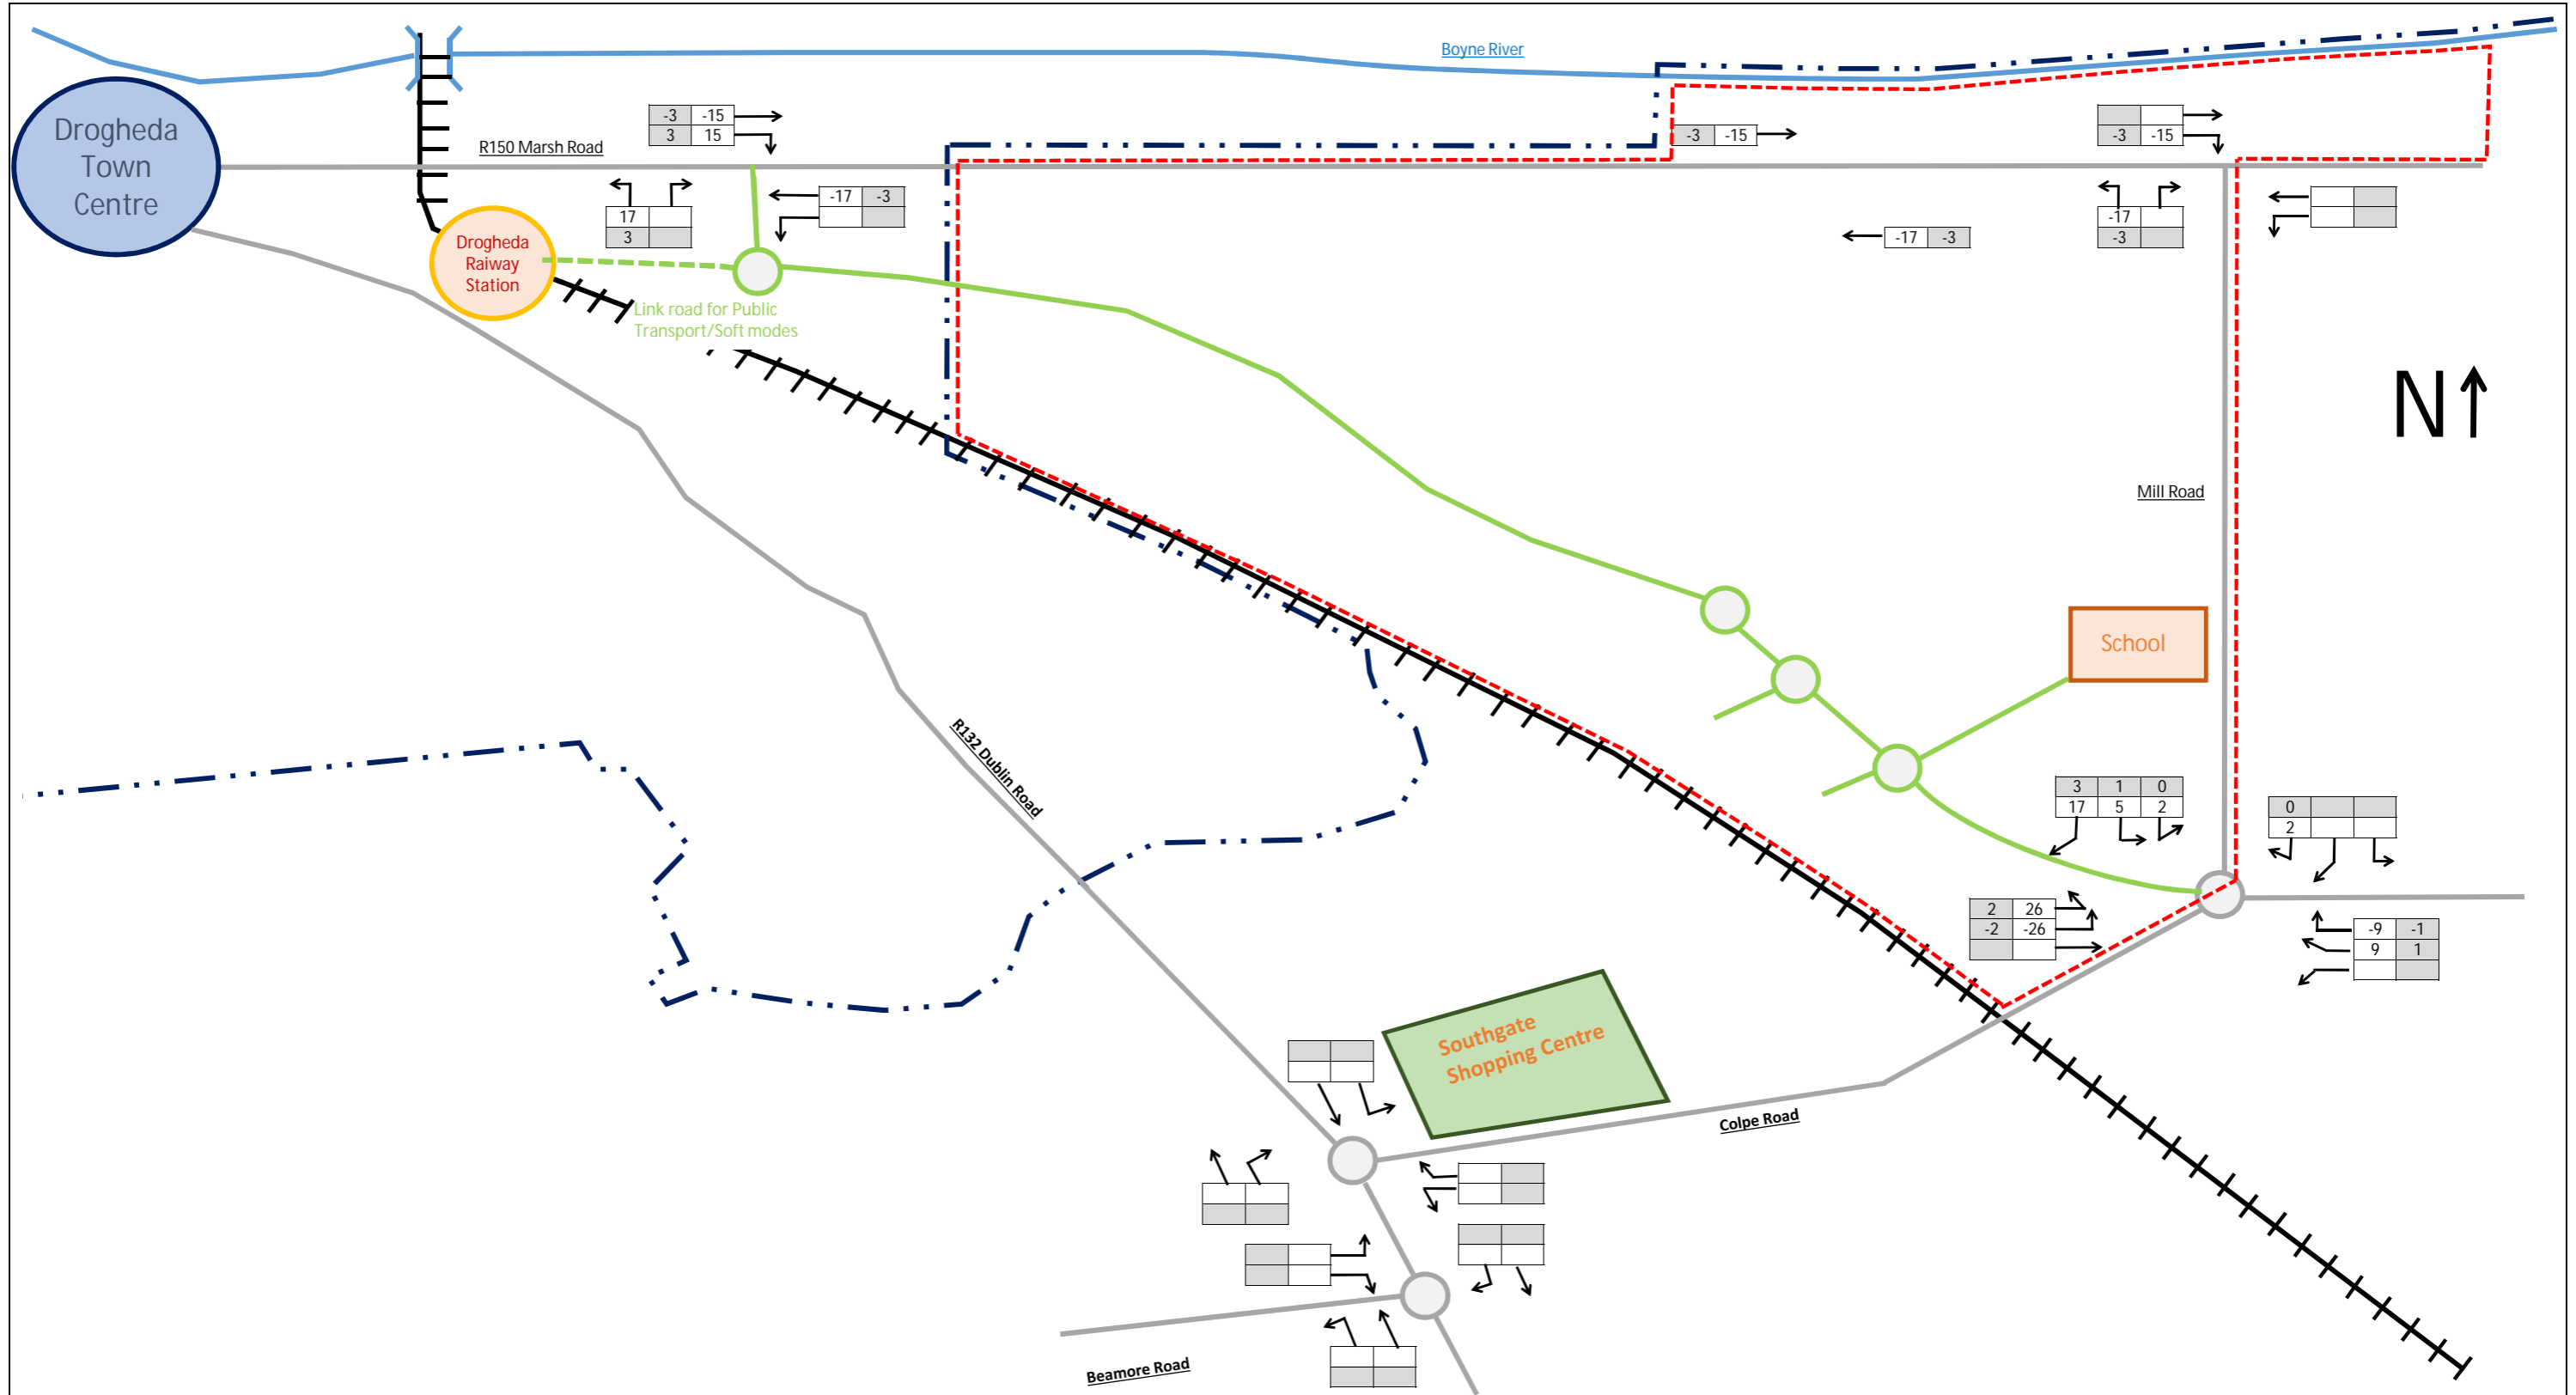 Boyne River
Drogheda
Town
Centre
-3 -15
3 15
R150 Marsh Road
-3 -15
-3 -15
17
3
-17 -3
-17 -3
-17
-3
Drogheda
Raiway
Station
Link road for Public
Transport/Soft modes
N
Mill Road
School
R132 Dublin Road
3 1 0
17 5 2
0
2
2 26
-2 -26
-9 -1
9 1
Southgate
Shopping Centre
Colpe Road
Beamore Road